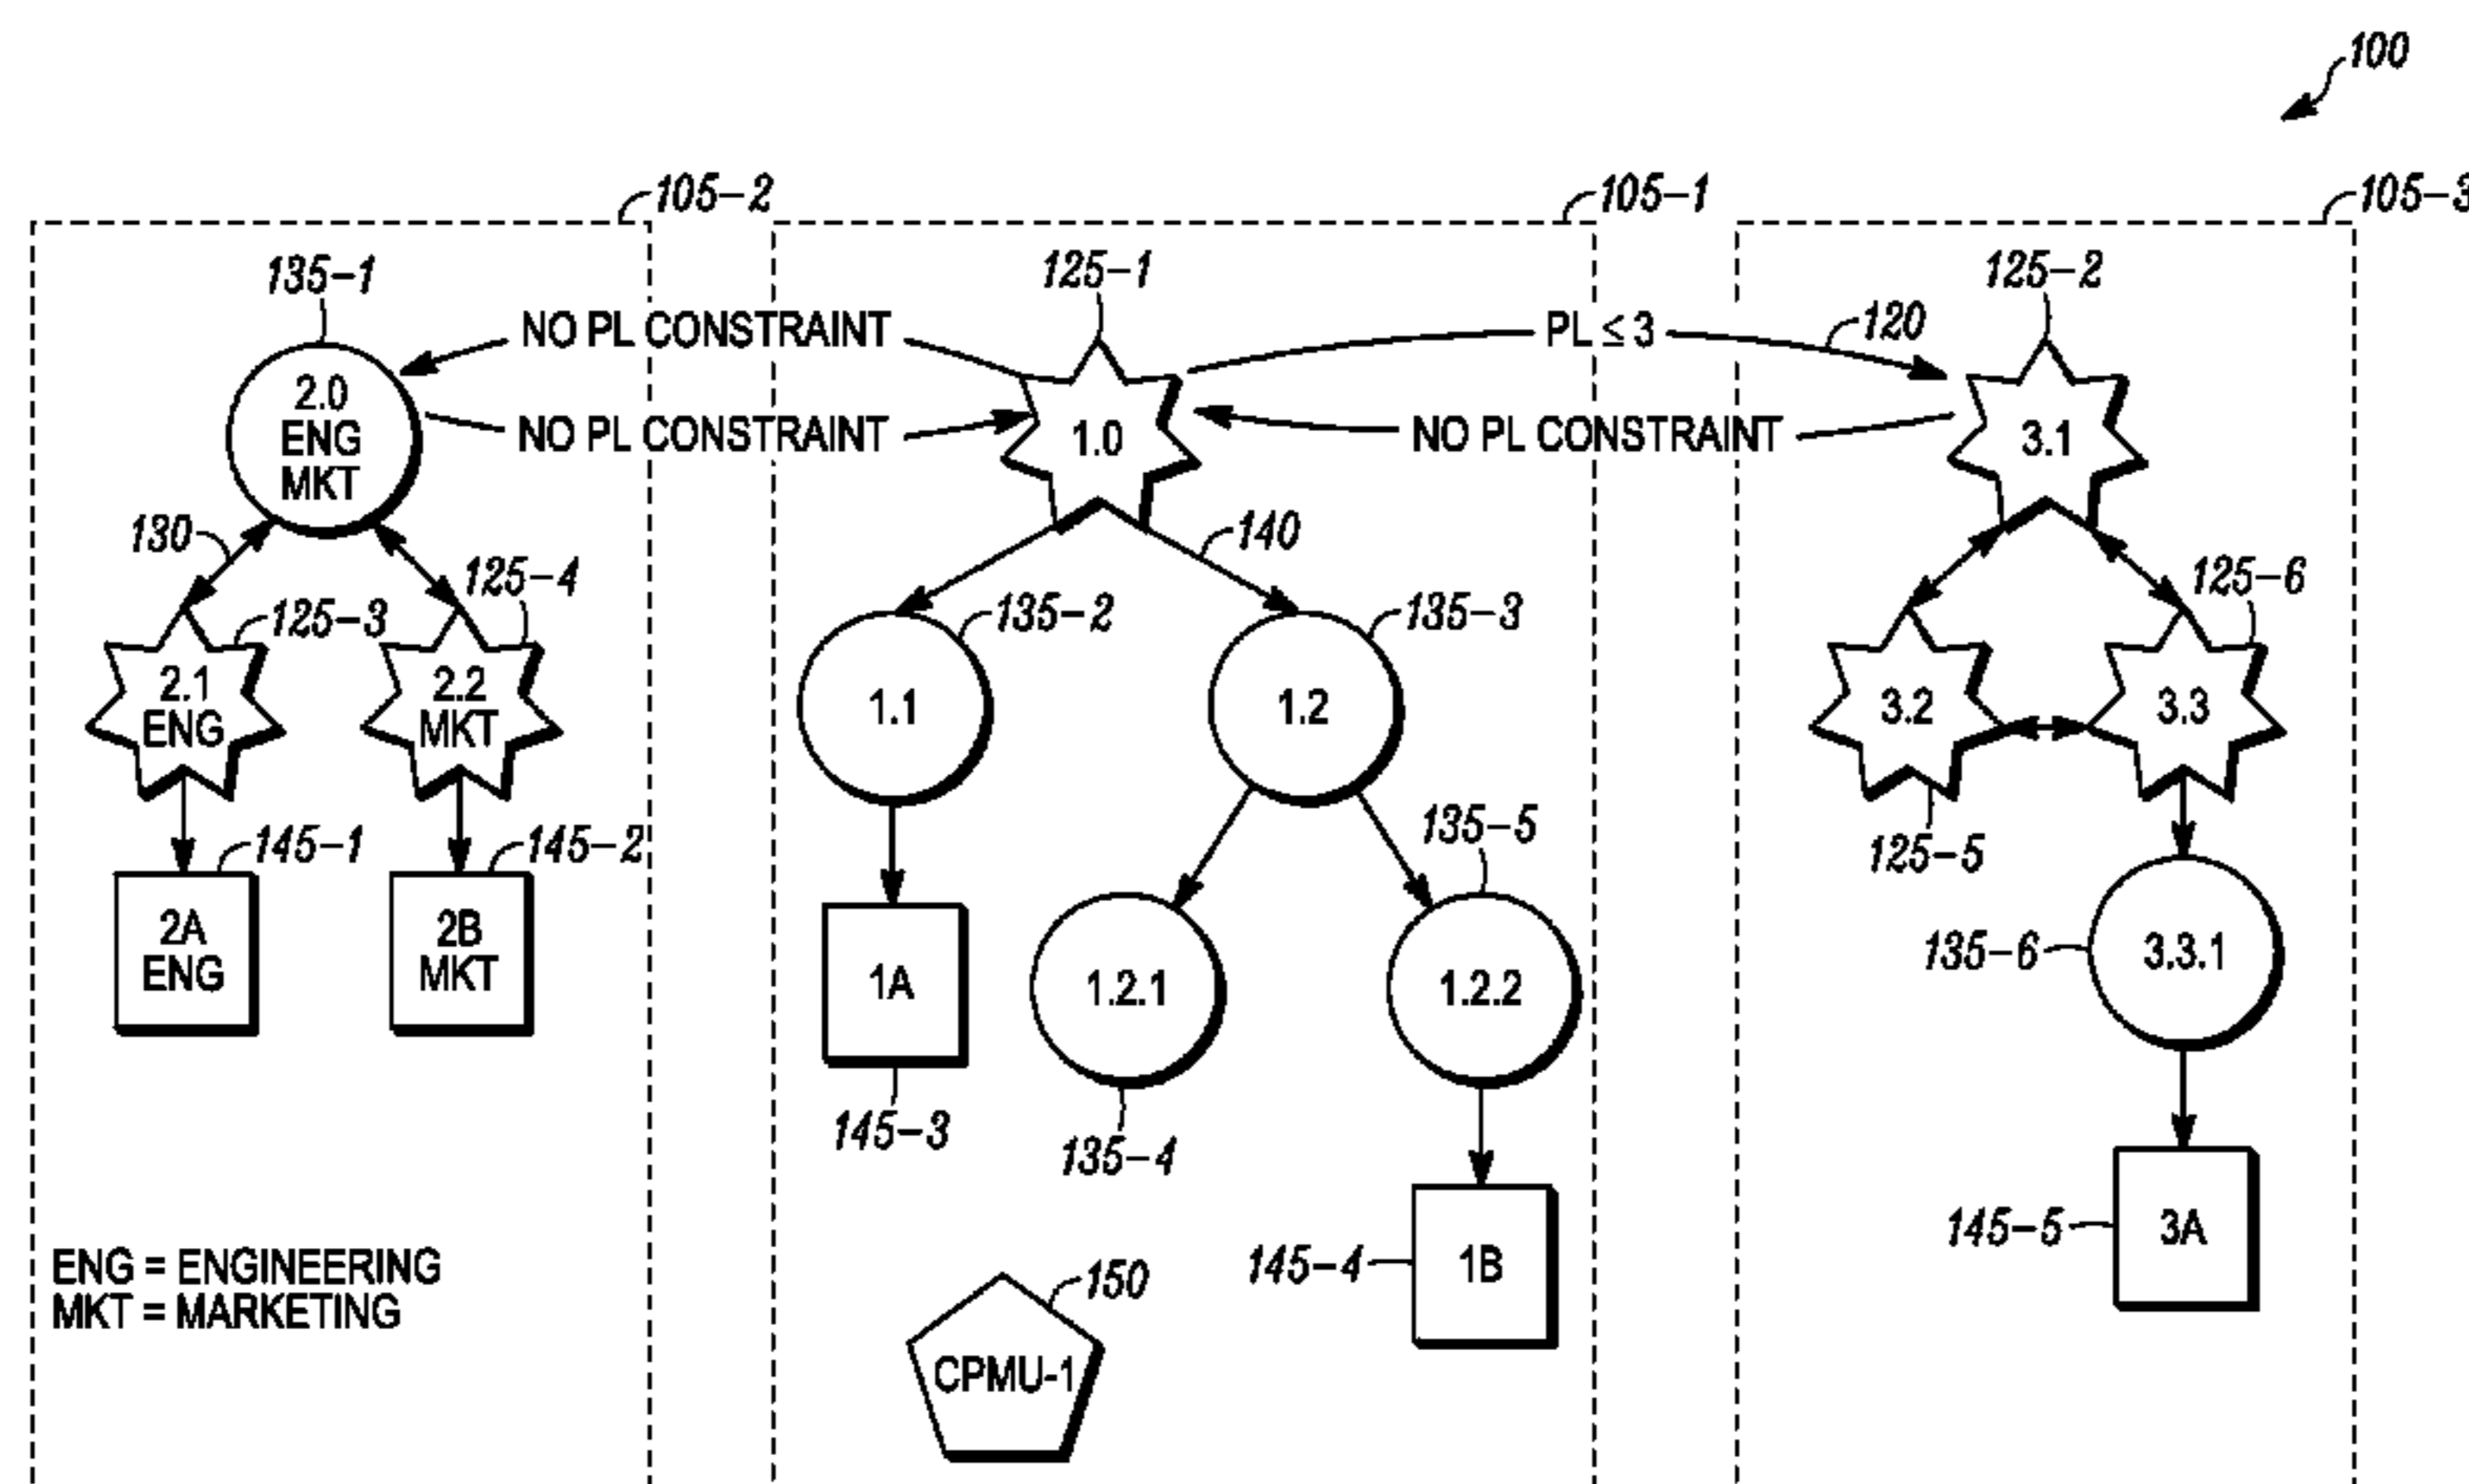 100
105-2
105-1
105-3
135-1
125-1
125-2
NO PL CONSTRAINT
PL ≤ 3
120
2.0
ENG
MKT
NO PL CONSTRAINT
1.0
NO PL CONSTRAINT
3.1
130
125-4
140
125-6
125-3
135-2
135-3
2.1
ENG
2.2
MKT
1.1
1.2
3.2
3.3
145-1
145-2
135-5
125-5
2A
ENG
2B
MKT
1A
1.2.1
1.2.2
135-6
3.3.1
145-3
135-4
145-5
3A
ENG = ENGINEERING
MKT = MARKETING
150
145-4
1B
CPMU-1